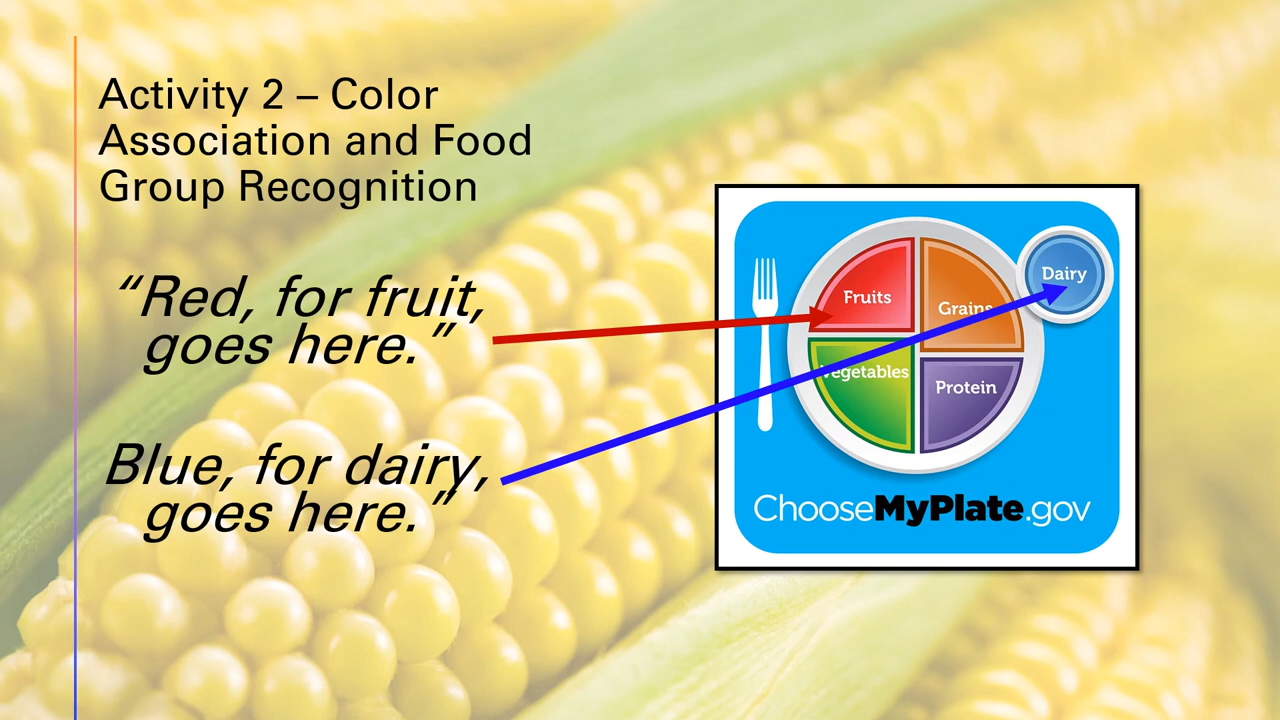 Activity 2 – Color
Association and Food
Group Recognition
“Red, for fruit,
goes here.”
Blue, for dairy,
goes here.”
Fruits
Grains
Dairy
Vegetables
Protein
ChooseMyPlate.gov